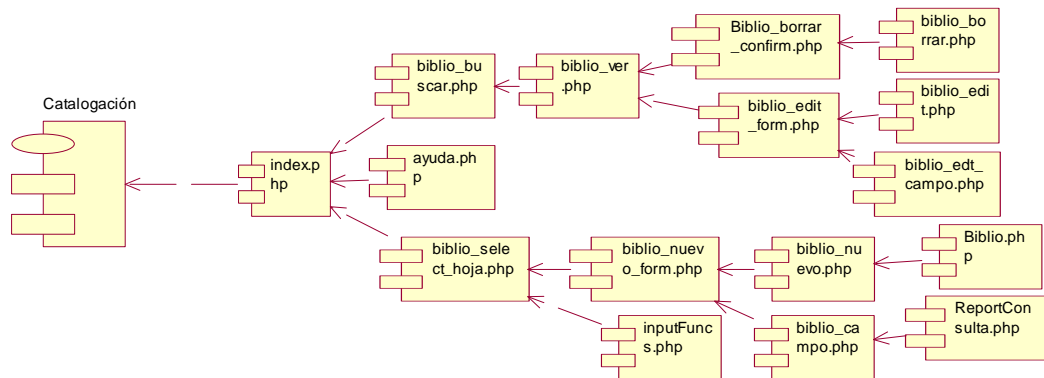 Catalogación
index.p
hp
biblio_bu
scar.php
biblio_ver
.php
Biblio_borrar
_confirm.php
biblio_bo
rrar.php
biblio_edit
_form.php
biblio_edi
t.php
biblio_edt_
campo.php
ayuda.ph
p
biblio_sele
ct_hoja.php
biblio_nuev
o_form.php
biblio_nu
evo.php
Biblio.ph
p
inputFunc
s.php
biblio_ca
mpo.php
ReportCon
sulta.php